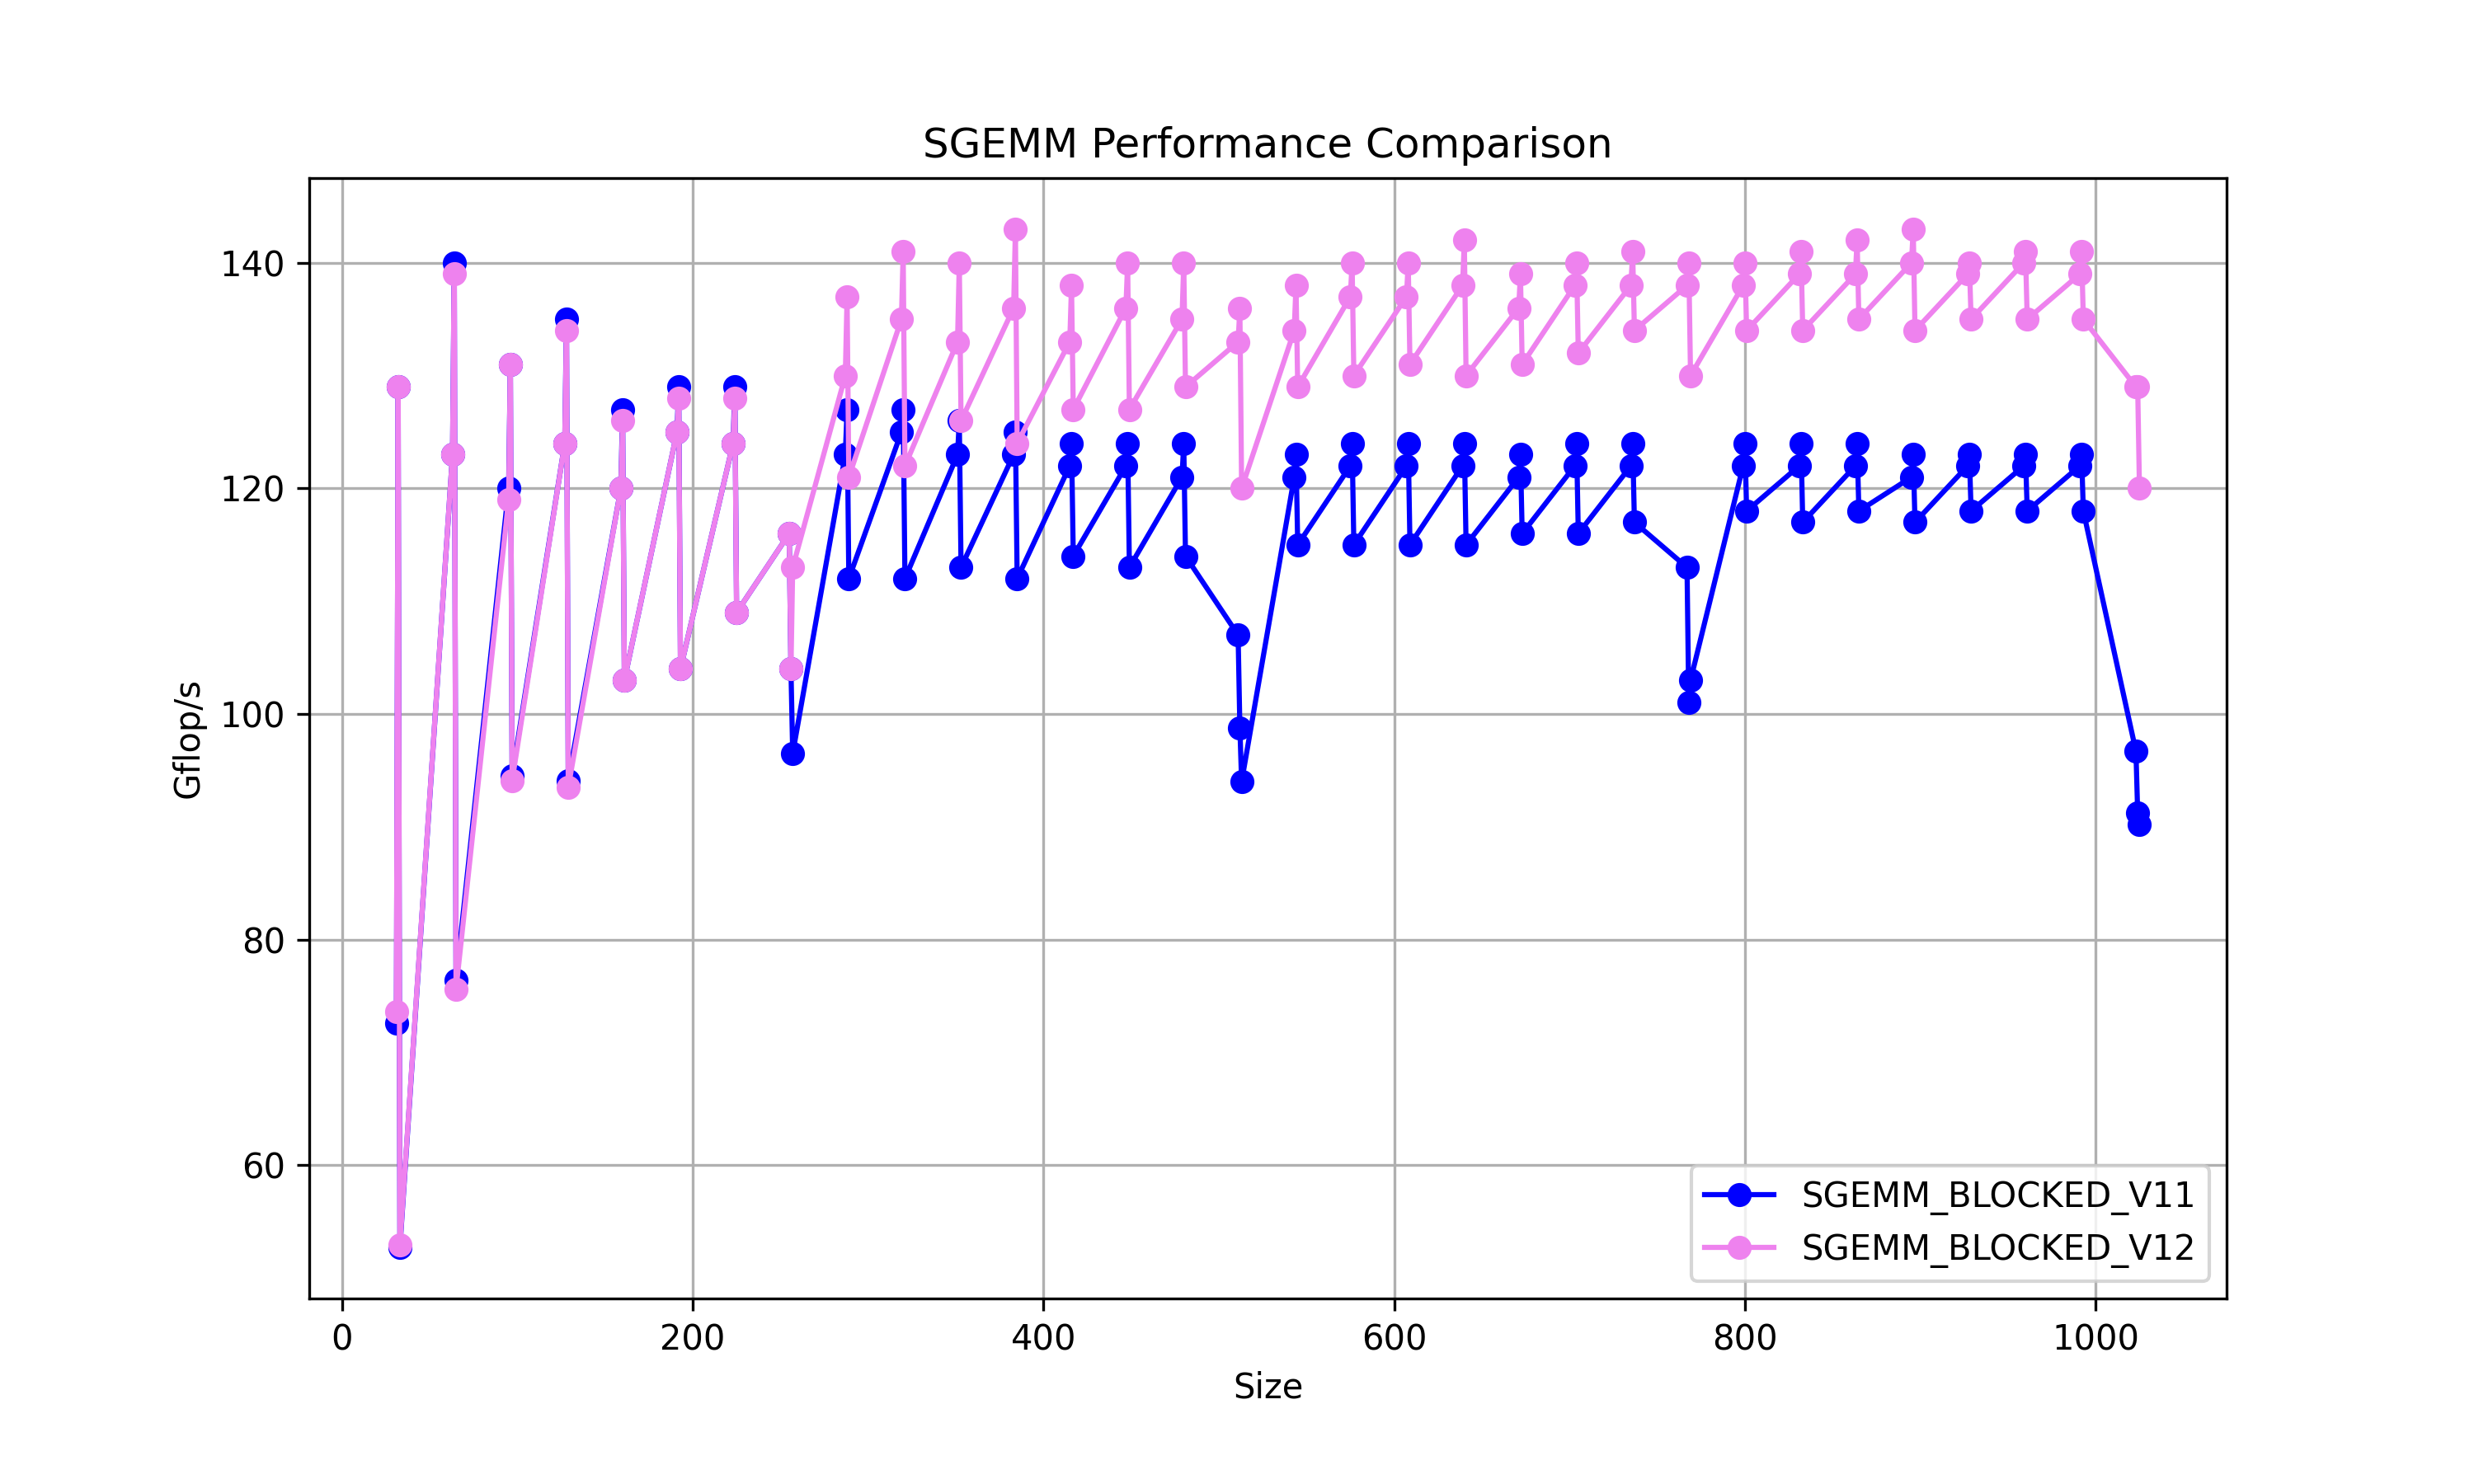 SGEMM Performance Comparison
140
120
100
80
60
Gflop/s
0 200 400 600 800 1000
Size
SGEMM_BLOCKED_V11
SGEMM_BLOCKED_V12